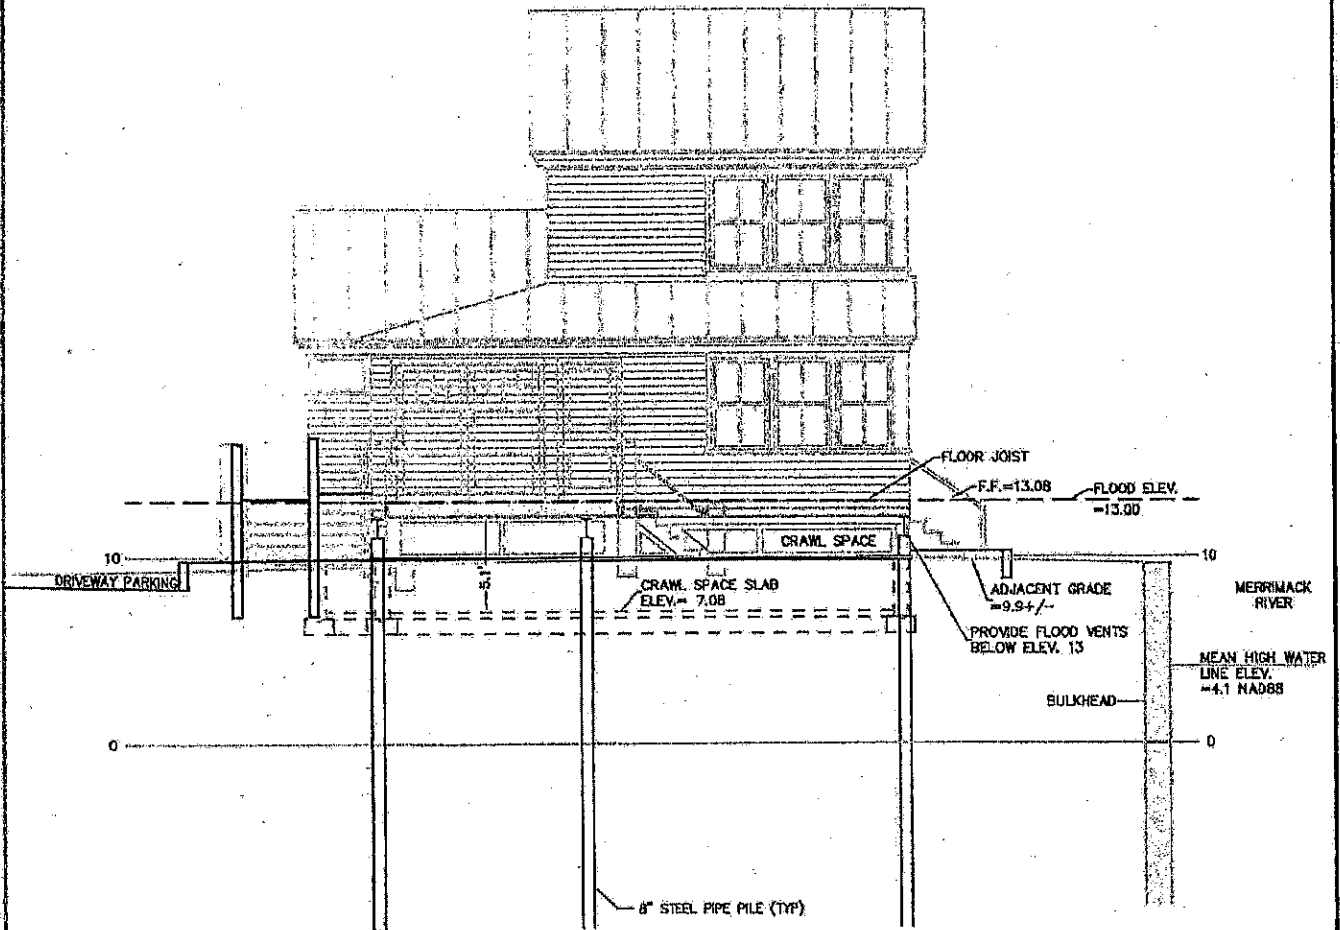 FLOOR JOIST
F.F.=13.08
FLOOD ELEV.
=13.00
CRAWL SPACE
10
10
DRIVEWAY PARKING
5.1'
CRAWL SPACE SLAB
ELEV.= 7.08
ADJACENT GRADE
=9.9+/-
MERRIMACK
RIVER
PROVIDE FLOOD VENTS
BELOW ELEV. 13
MEAN HIGH WATER
LINE ELEV.
=4.1 NAD88
BULKHEAD
0
0
8" STEEL PIPE PILE (TYP)